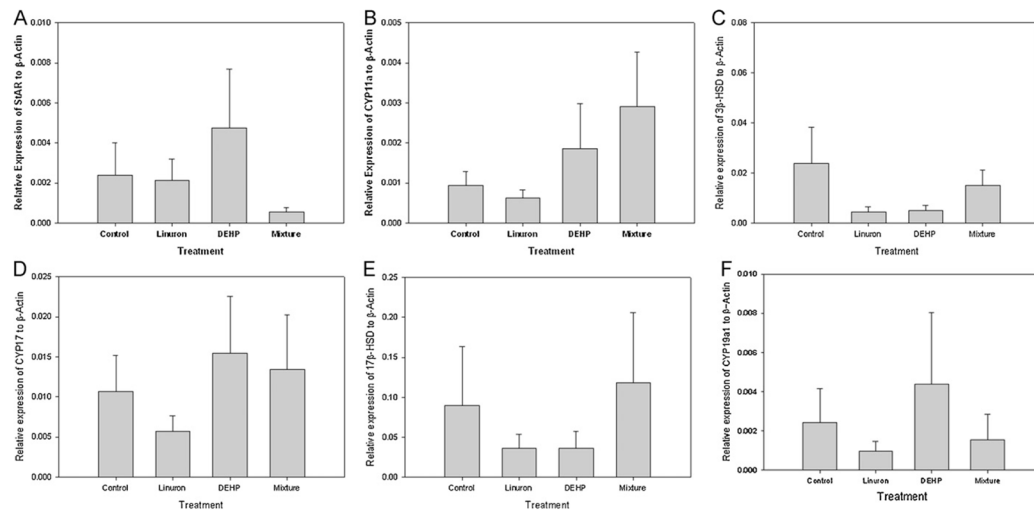 A
Relative Expression of StAR to β-Actin
0.010
0.008
0.006
0.004
0.002
0.000
Control Linuron DEHP Mixture
Treatment
B
Relative Expression of CYP11a to β-Actin
0.005
0.004
0.003
0.002
0.001
0.000
Control Linuron DEHP Mixture
Treatment
C
Relative expression of 3β-HSD to β-Actin
0.08
0.06
0.04
0.02
0.00
Control Linuron DEHP Mixture
Treatment
D
Relative expression of CYP17 to β-Actin
0.025
0.020
0.015
0.010
0.005
0.000
Control Linuron DEHP Mixture
Treatment
E
Relative expression of 17β-HSD to β-Actin
0.25
0.20
0.15
0.10
0.05
0.00
Control Linuron DEHP Mixture
Treatment
F
Relative expression of CYP19a1 to β-Actin
0.010
0.008
0.006
0.004
0.002
0.000
Control Linuron DEHP Mixture
Treatment